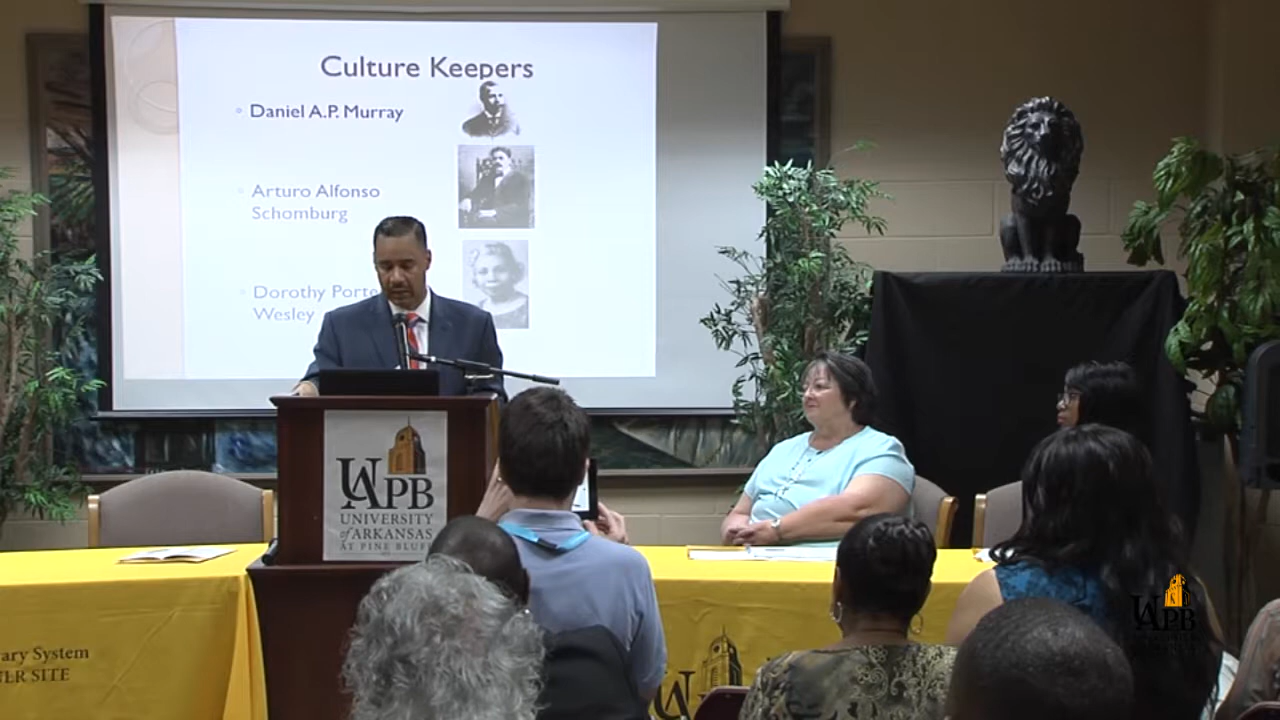 Culture Keepers
Daniel A.P. Murray
Arturo Alfonso
Schomburg
Dorothy Porte
Wesley
UAPB
UNIVERSITY
of ARKANSAS
AT PINE BLUFF
ary System
ER SITE
UAPB